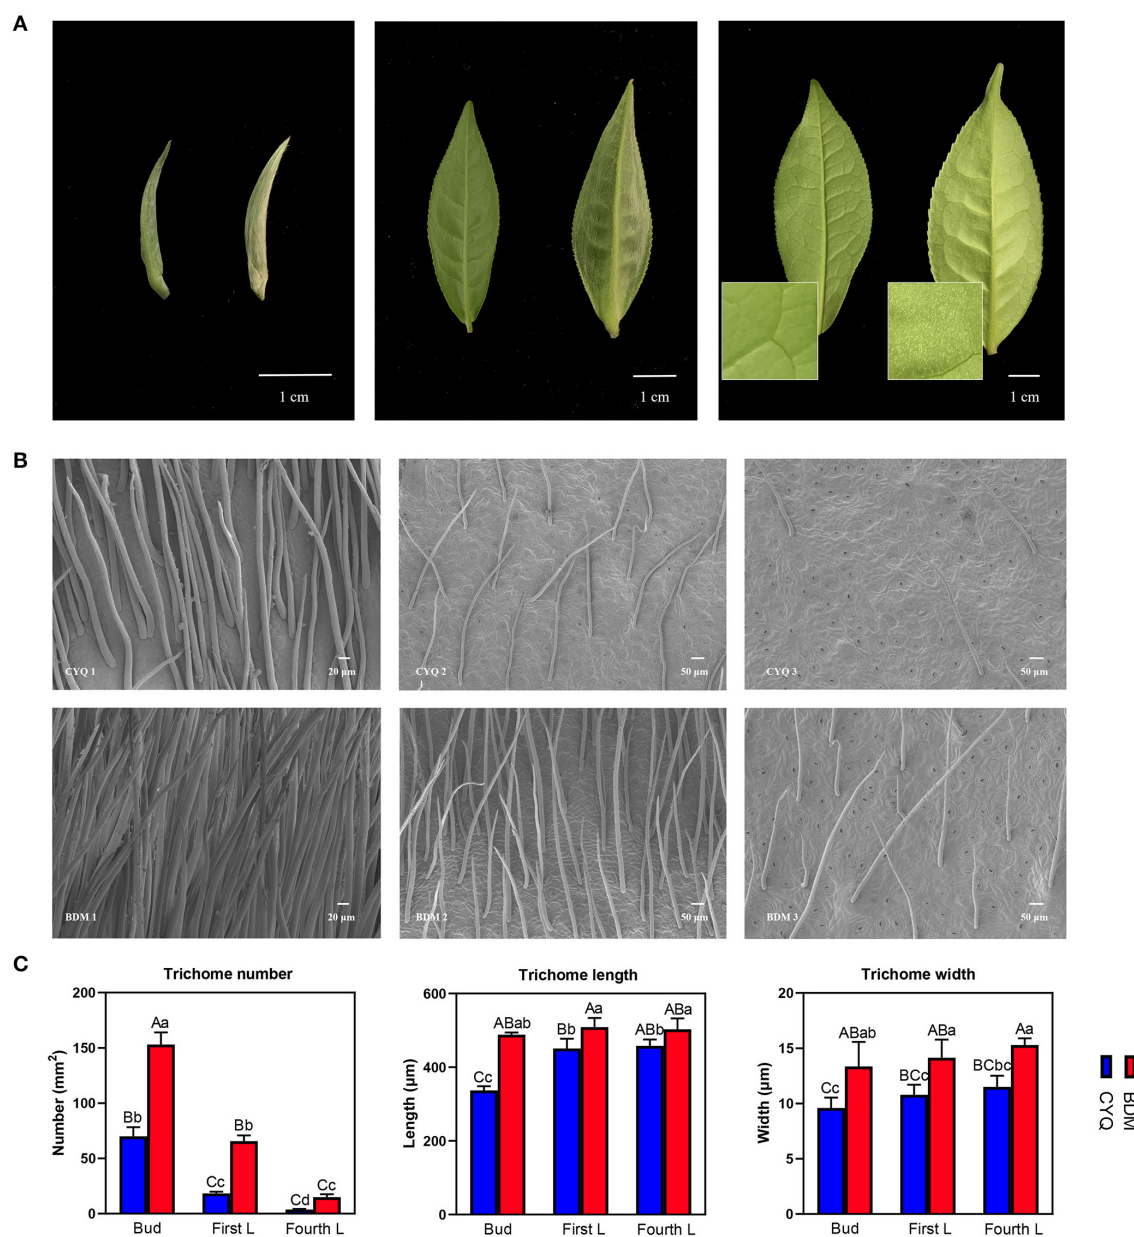 A
1 cm
1 cm
1 cm
B
CYQ 1
20 µm
CYQ 2
50 µm
CYQ 3
50 µm
BDM 1
20 µm
BDM 2
50 µm
BDM 3
50 µm
C
Trichome number
Number (mm²)
200
150
100
50
0
Bb
Aa
Cc
Bb
Cd
Cc
Bud
First L
Fourth L
Trichome length
Length (µm)
600
400
200
0
Cc
ABab
Bb
Aa
ABb
ABa
Bud
First L
Fourth L
Trichome width
Width (µm)
20
15
10
5
0
Cc
ABab
BCc
ABa
BCbc
Aa
Bud
First L
Fourth L
BDM
CYQ